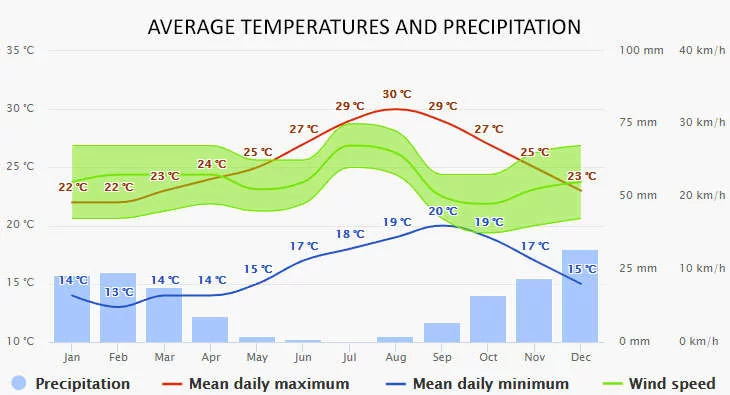 AVERAGE TEMPERATURES AND PRECIPITATION
35 °C 100 mm 40 km/h
30 °C 75 mm 30 km/h
25 °C 50 mm 20 km/h
20 °C 25 mm 10 km/h
15 °C 0 mm 0 km/h
10 °C
22 °C 22 °C 23 °C 24 °C 25 °C 27 °C 29 °C 30 °C 29 °C 27 °C 25 °C 23 °C
14 °C 13 °C 14 °C 14 °C 15 °C 17 °C 18 °C 19 °C 20 °C 19 °C 17 °C 15 °C
Jan Feb Mar Apr May Jun Jul Aug Sep Oct Nov Dec
Precipitation Mean daily maximum Mean daily minimum Wind speed